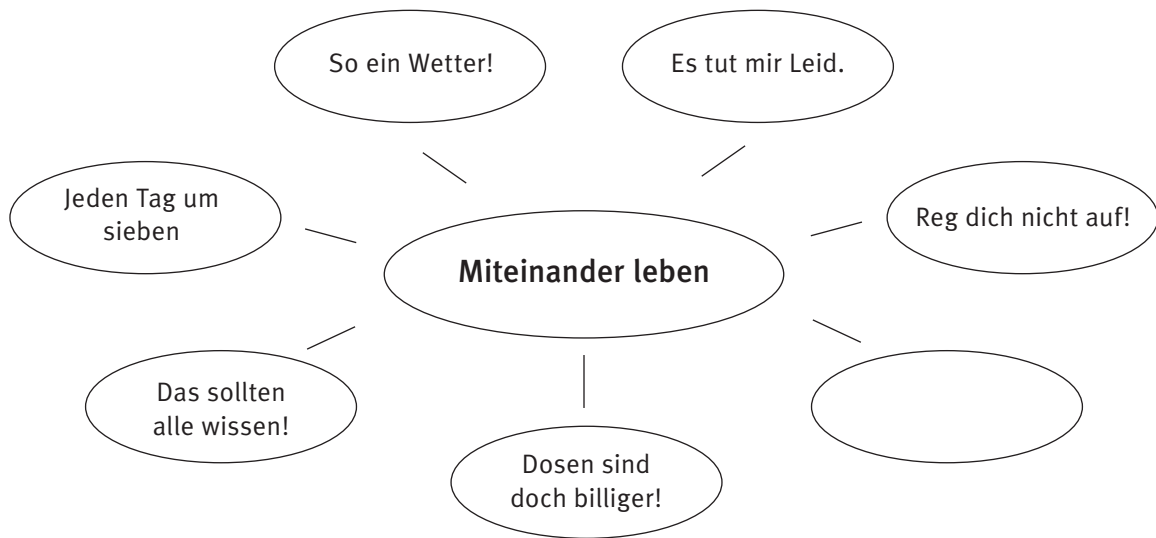 So ein Wetter!
Es tut mir Leid.
Jeden Tag um
sieben
Reg dich nicht auf!
Miteinander leben
Das sollten
alle wissen!
Dosen sind
doch billiger!